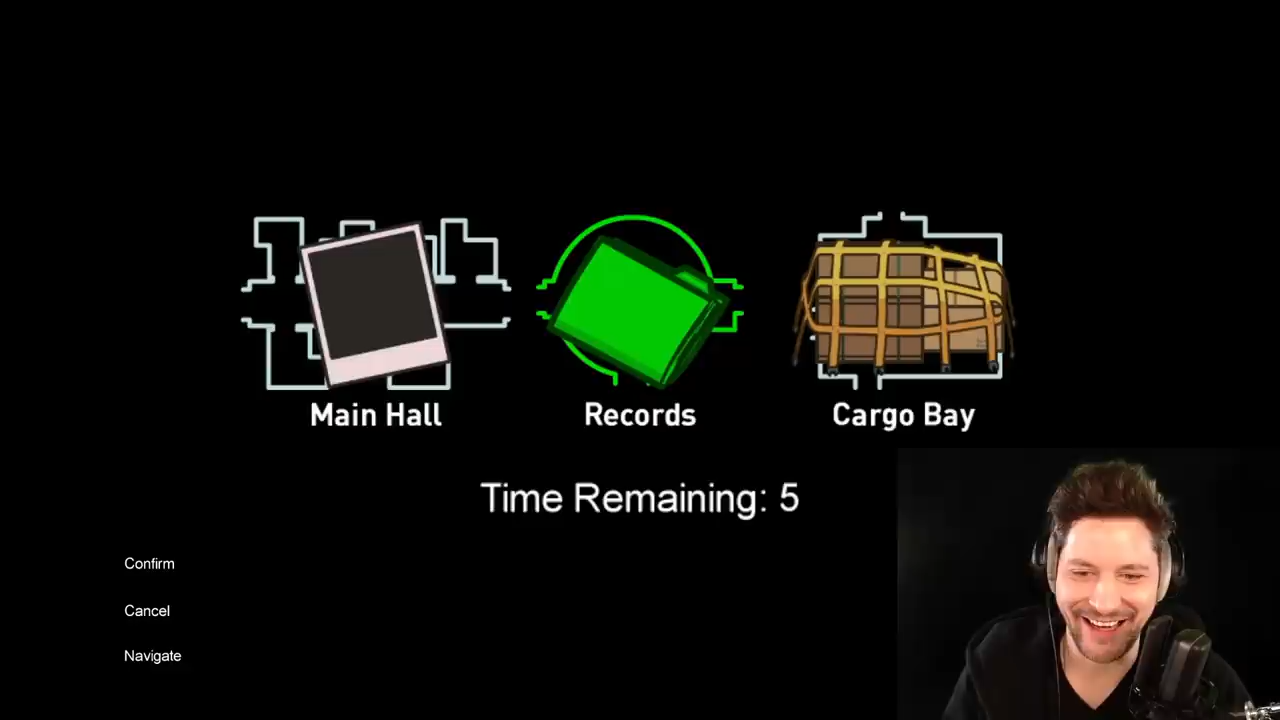 Main Hall
Records
Cargo Bay
Time Remaining: 5
Confirm
Cancel
Navigate